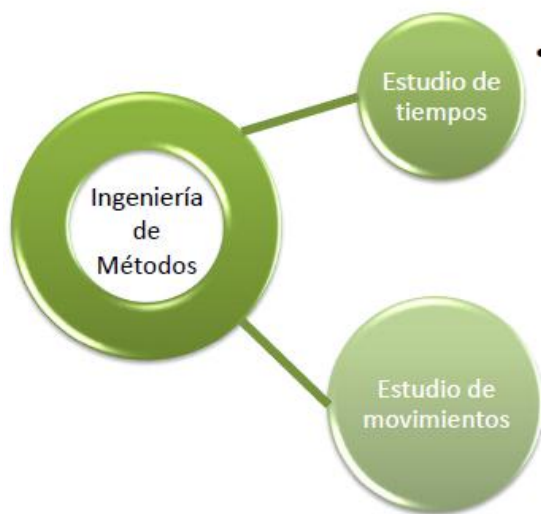 Estudio de
tiempos
Ingeniería
de
Métodos
Estudio de
movimientos